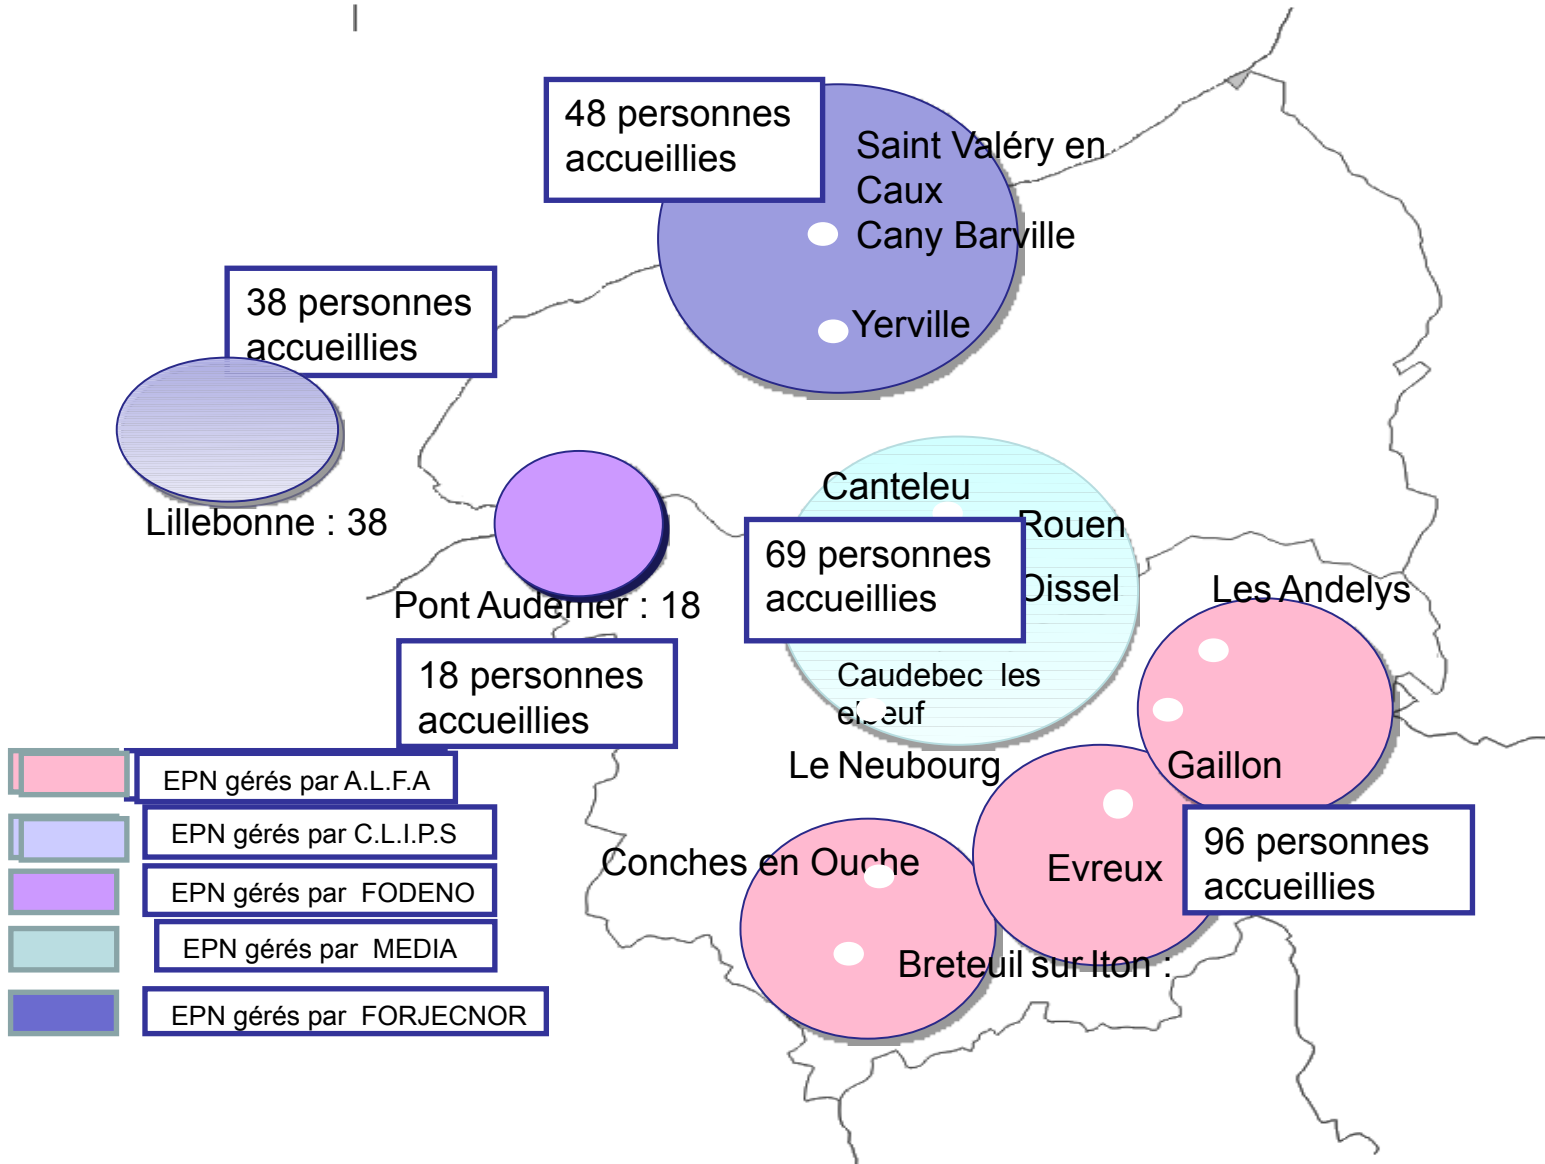 48 personnes
accueillies
Saint Valéry en
Caux
Cany Barville
Yerville
38 personnes
accueillies
Lillebonne : 38
Canteleu
Rouen
69 personnes
accueillies
Oissel
Les Andelys
Pont Audemer : 18
18 personnes
accueillies
Caudebec les
elbeuf
Le Neubourg
Gaillon
EPN gérés par A.L.F.A
EPN gérés par C.L.I.P.S
EPN gérés par FODENO
EPN gérés par MEDIA
EPN gérés par FORJECNOR
Conches en Ouche
Evreux
96 personnes
accueillies
Breteuil sur Iton :